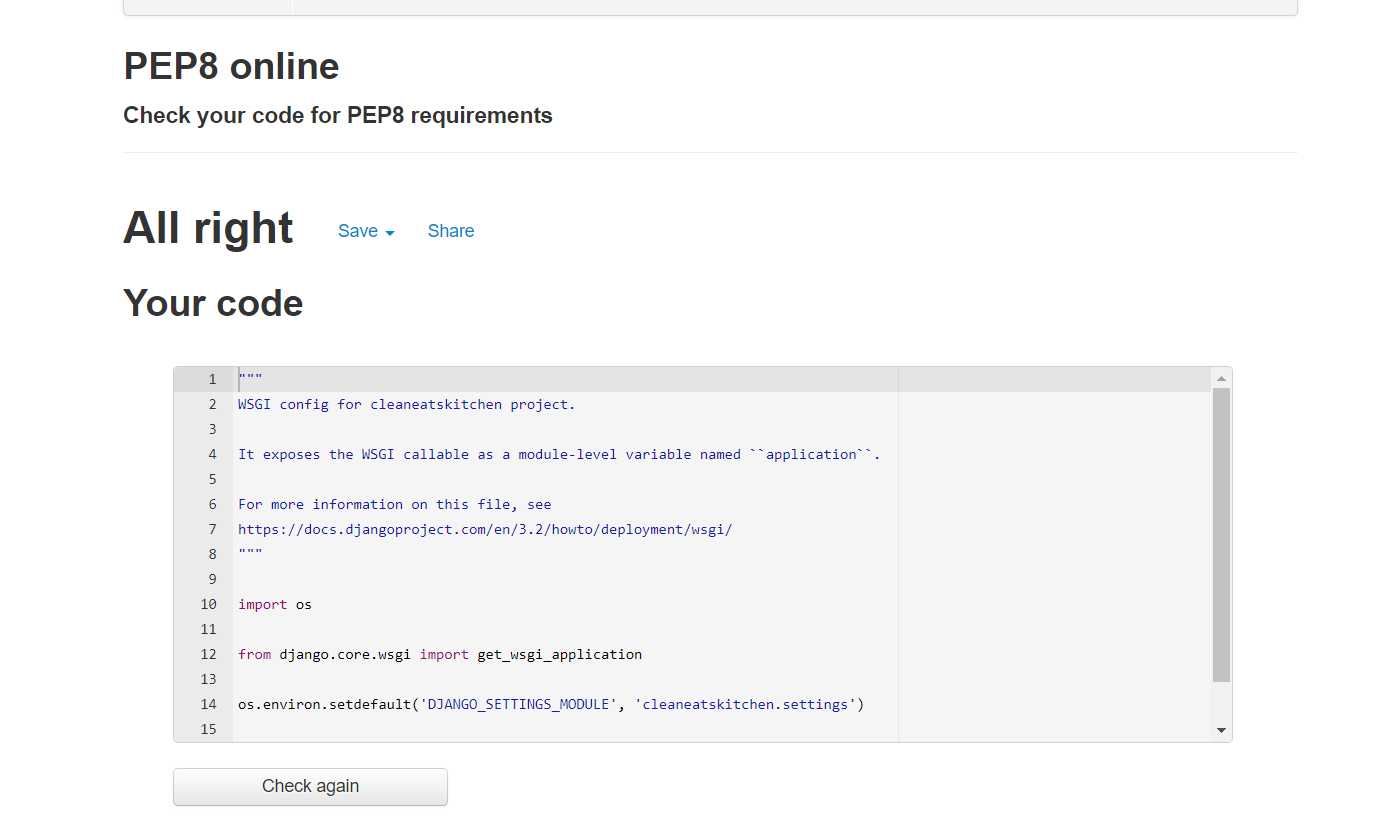 PEP8 online
Check your code for PEP8 requirements
All right Save Share
Your code
1 """
2 WSGI config for cleaneatskitchen project.
3
4 It exposes the WSGI callable as a module-level variable named ``application``.
5
6 For more information on this file, see
7 https://docs.djangoproject.com/en/3.2/howto/deployment/wsgi/
8 """
9
10 import os
11
12 from django.core.wsgi import get_wsgi_application
13
14 os.environ.setdefault('DJANGO_SETTINGS_MODULE', 'cleaneatskitchen.settings')
15
Check again